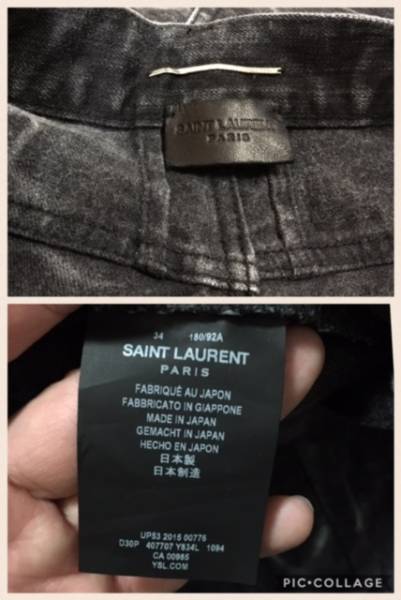 SAINT LAURENT
PARIS
34 180/92A
SAINT LAURENT
PARIS
FABRIQUÉ AU JAPON
FABBRICATO IN GIAPPONE
MADE IN JAPAN
GEMACHT IN JAPAN
HECHO EN JAPON
日本製
日本制造
UPS3 2015 00776
D30P 407707 Y834L 1094
CA 00985
YSL.COM
PIC•COLLAGE